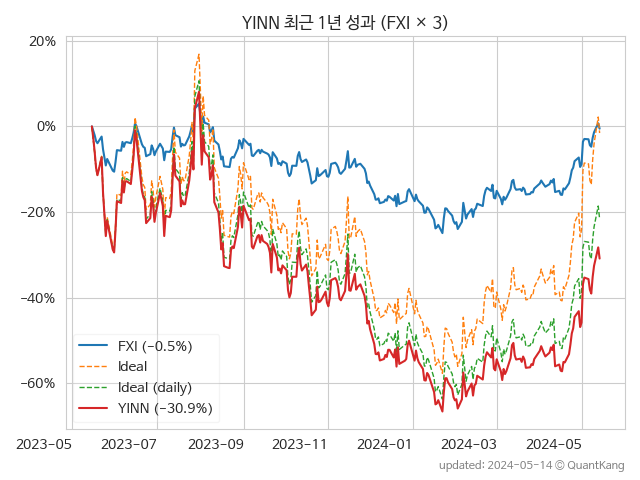 YINN 최근 1년 성과 (FXI × 3)
20%
0%
−20%
−40%
−60%
FXI (−0.5%)
Ideal
Ideal (daily)
YINN (−30.9%)
2023-05 2023-07 2023-09 2023-11 2024-01 2024-03 2024-05
updated: 2024-05-14 © QuantKang